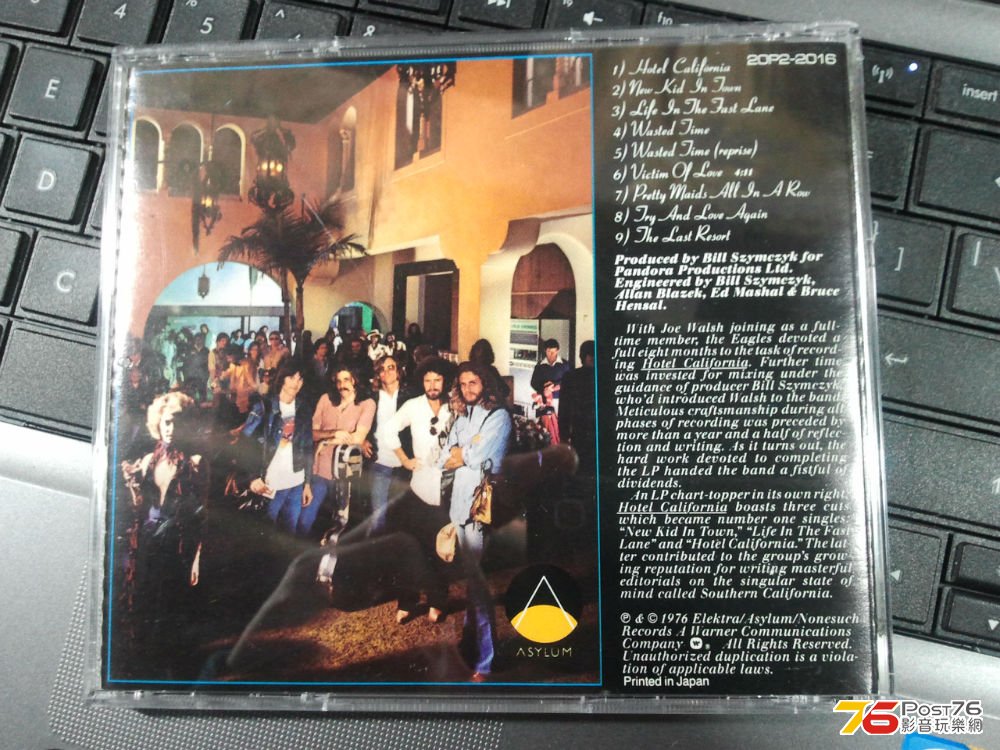 4
5
^
&
E
D
C
f9
f10
insert
20P2-2016
1) Hotel California
2) New Kid In Town
3) Life In The Fast Lane
4) Wasted Time
5) Wasted Time (reprise)
6) Victim Of Love 4:11
7) Pretty Maids All In A Row
8) Try And Love Again
9) The Last Resort
Produced by Bill Szymczyk for
Pandora Productions Ltd.
Engineered by Bill Szymczyk,
Allan Blazek, Ed Mashal & Bruce
Hensal.
With Joe Walsh joining as a full-
time member, the Eagles devoted a
full eight months to the task of record-
ing Hotel California. Further time
was invested for mixing under the
guidance of producer Bill Szymczyk,
who'd introduced Walsh to the band.
Meticulous craftsmanship during all
phases of recording was preceded by
more than a year and a half of reflec-
tion and writing. As it turns out, the
hard work devoted to completing
the LP handed the band a fistful of
dividends.
An LP chart-topper in its own right,
Hotel California boasts three cuts
which became number one singles:
"New Kid In Town," "Life In The Fast
Lane" and "Hotel California." The lat-
ter contributed to the group's grow-
ing reputation for writing masterful
editorials on the singular state of
mind called Southern California.
℗ & © 1976 Elektra/Asylum/Nonesuch
Records A Warner Communications
Company ®. All Rights Reserved.
Unauthorized duplication is a viola-
tion of applicable laws.
Printed in Japan
ASYLUM
76 POST76
影音玩樂網